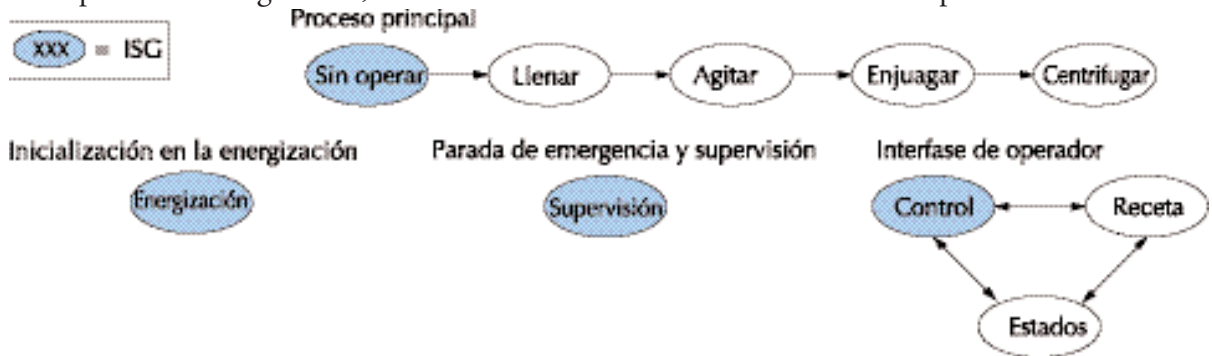 Proceso principal
xxx = ISG
Sin operar Llenar Agitar Enjuagar Centrifugar
Inicialización en la energización Parada de emergencia y supervisión Interfase de operador
Energización Supervisión Control Receta
Estados